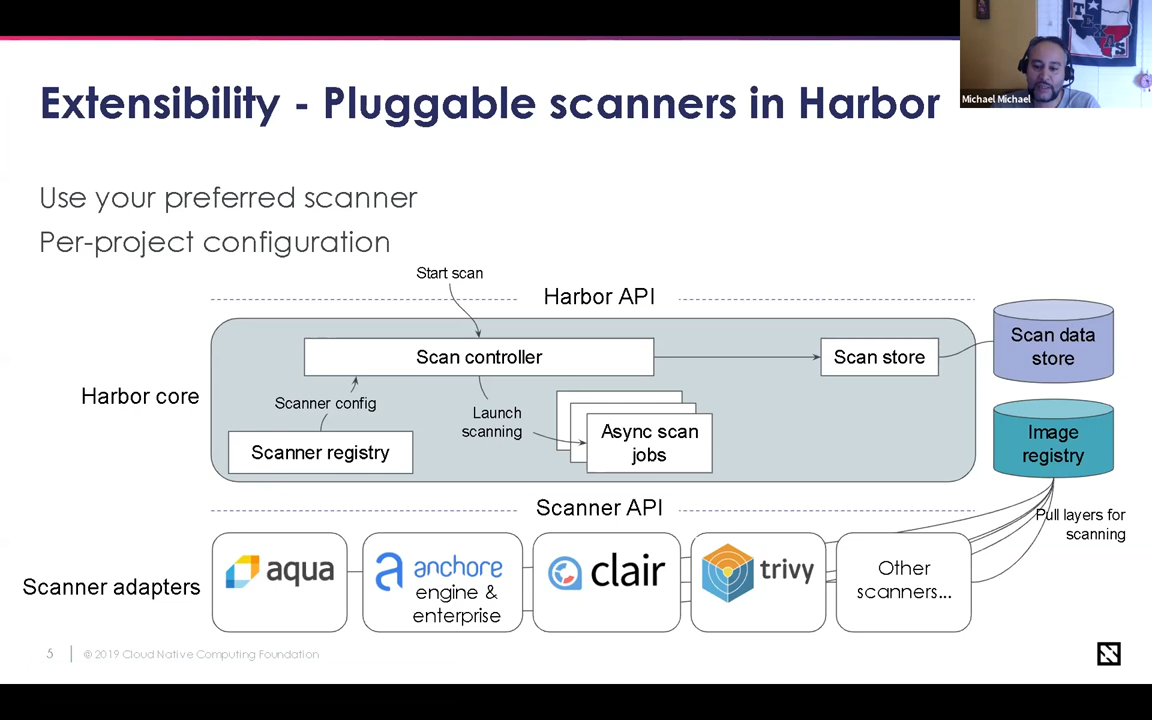 Extensibility - Pluggable scanners in Harbor
TEXAS
Michael Michael
Use your preferred scanner
Per-project configuration
Start scan
Harbor API
Scan controller
Scan store
Scan data
store
Harbor core
Scanner config
Launch
scanning
Async scan
jobs
Scanner registry
Image
registry
Scanner API
Pull layers for
scanning
Scanner adapters
aqua
anchore
engine &
enterprise
clair
trivy
Other
scanners...
5
© 2019 Cloud Native Computing Foundation